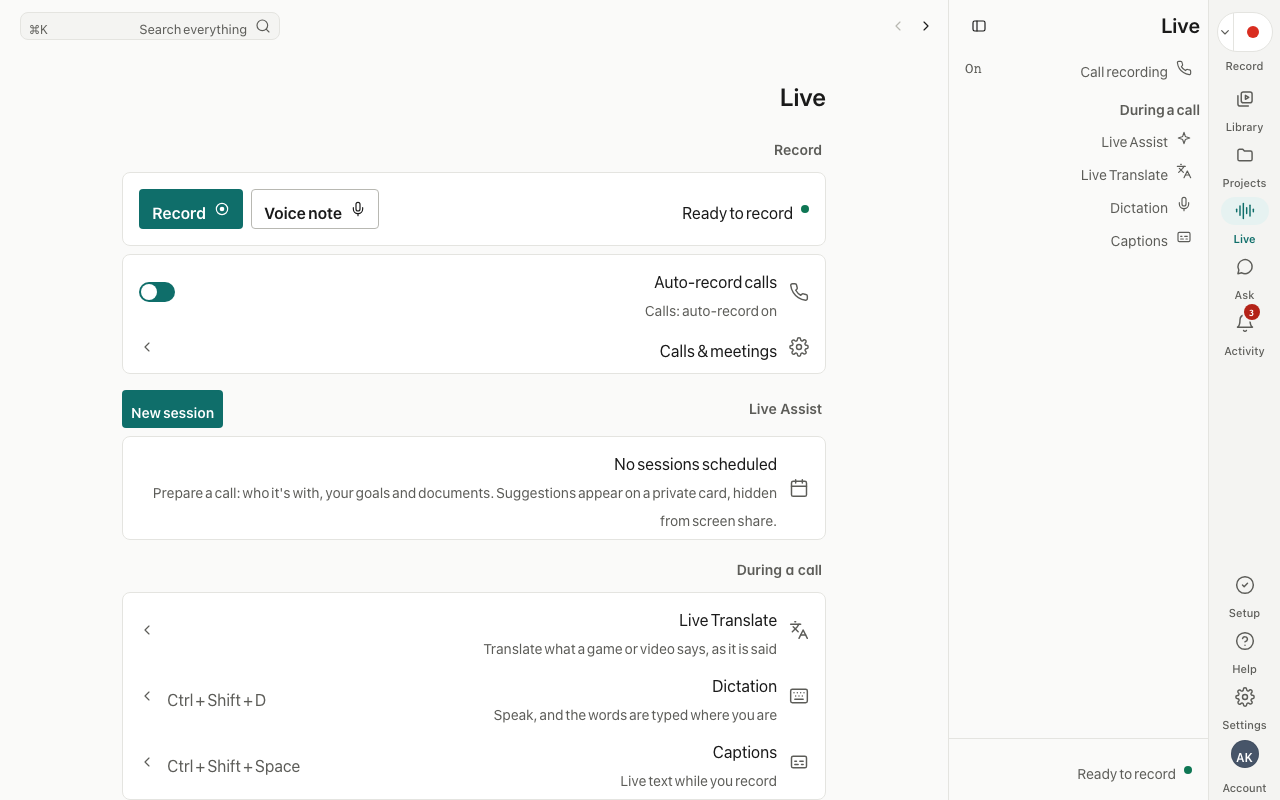 Record
Library
Projects
Live
Ask
3
Activity
Setup
Help
Settings
AK
Account
Live
Call recording
On
During a call
Live Assist
Live Translate
Dictation
Captions
Ready to record
Search everything
⌘K
Live
Record
Ready to record
Voice note
Record
Auto-record calls
Calls: auto-record on
Calls & meetings
Live Assist
New session
No sessions scheduled
Prepare a call: who it's with, your goals and documents. Suggestions appear on a private card, hidden
from screen share.
During a call
Live Translate
Translate what a game or video says, as it is said
Dictation
Ctrl+Shift+D
Speak, and the words are typed where you are
Captions
Ctrl+Shift+Space
Live text while you record